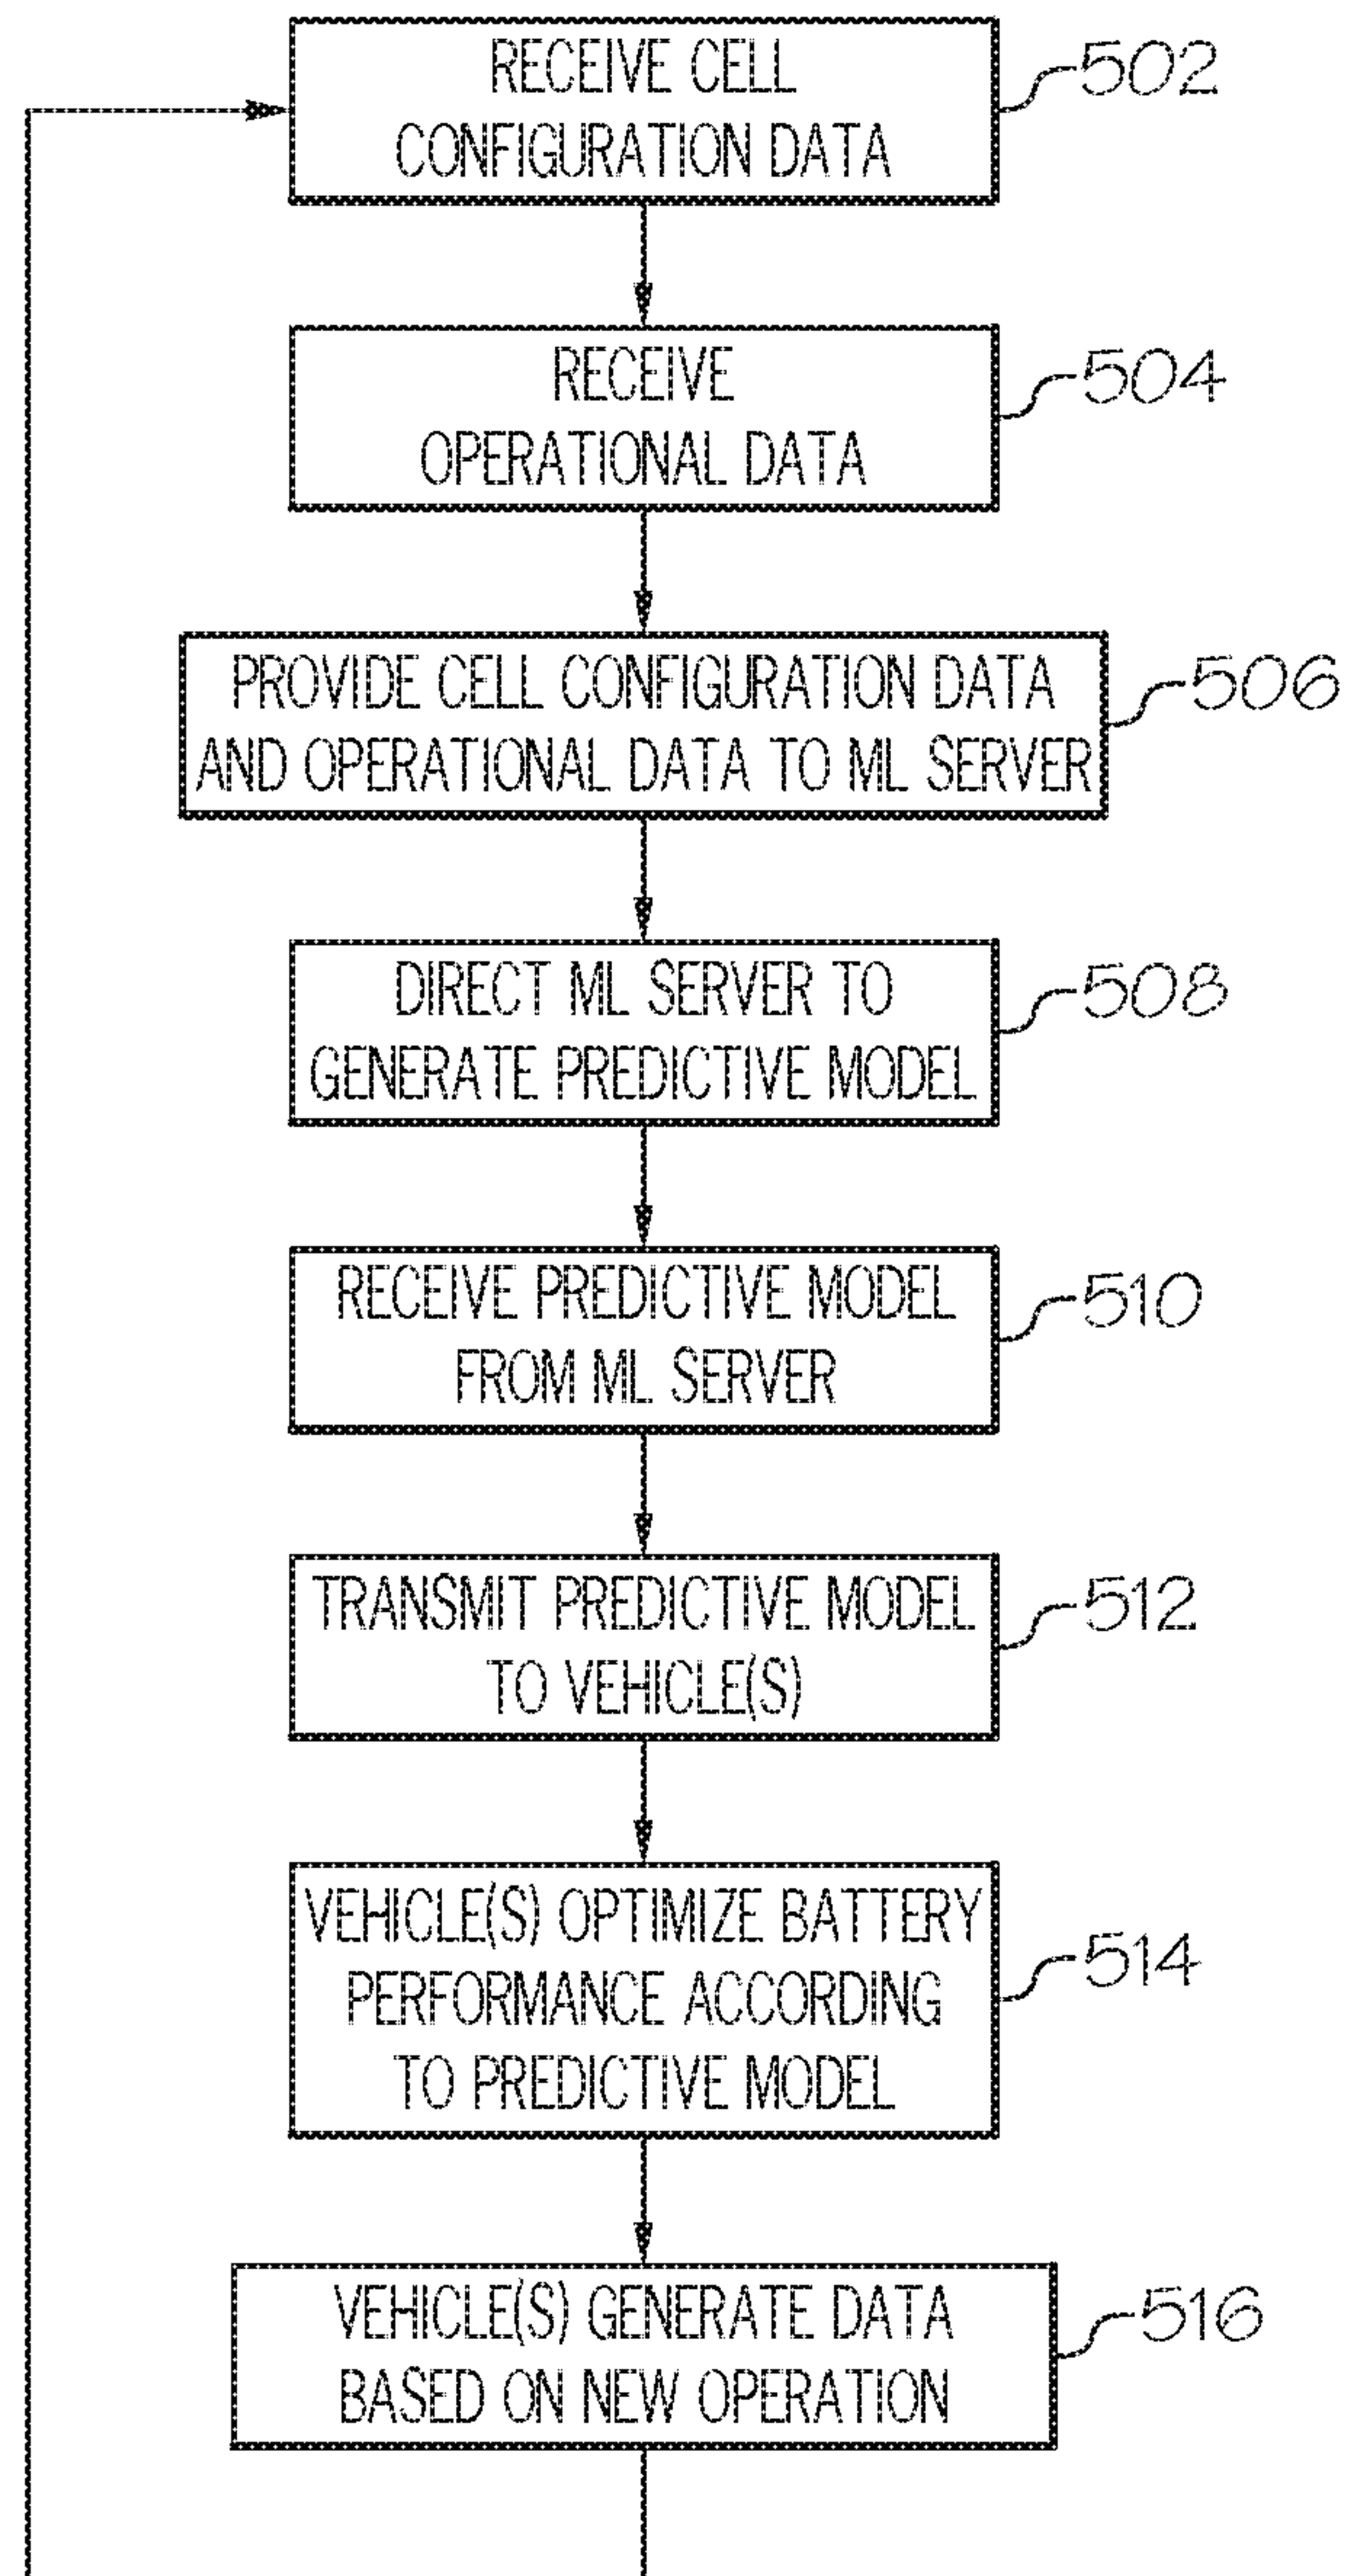 RECEIVE CELL
CONFIGURATION DATA
502
RECEIVE
OPERATIONAL DATA
504
PROVIDE CELL CONFIGURATION DATA
AND OPERATIONAL DATA TO ML SERVER
506
DIRECT ML SERVER TO
GENERATE PREDICTIVE MODEL
508
RECEIVE PREDICTIVE MODEL
FROM ML SERVER
510
TRANSMIT PREDICTIVE MODEL
TO VEHICLE(S)
512
VEHICLE(S) OPTIMIZE BATTERY
PERFORMANCE ACCORDING
TO PREDICTIVE MODEL
514
VEHICLE(S) GENERATE DATA
BASED ON NEW OPERATION
516